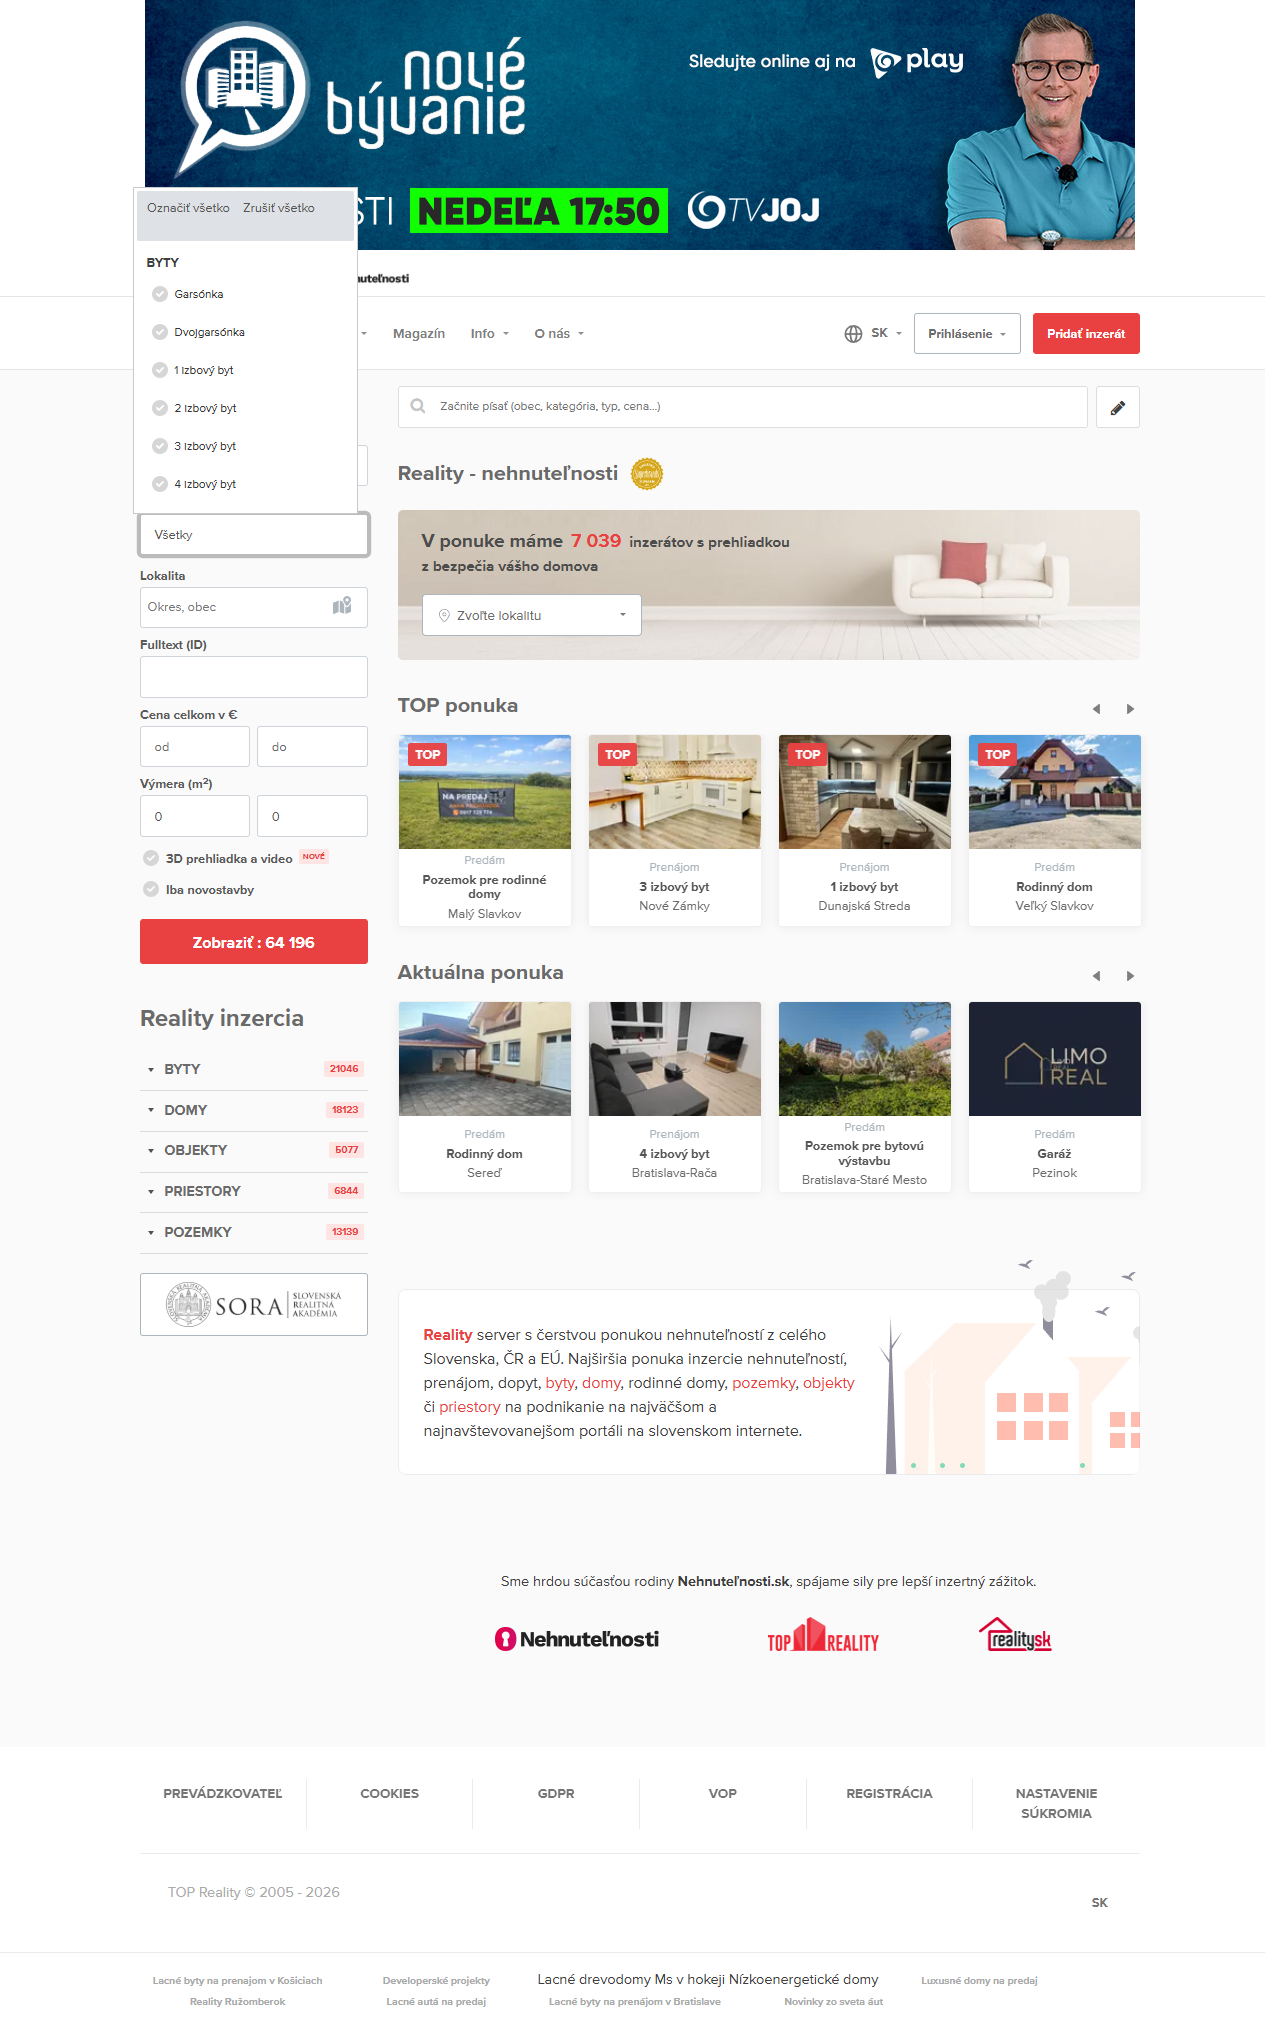 nové
bývanie
Sledujte online aj na play
STI NEDEĽA 17:50 TVJOJ
Označiť všetko Zrušiť všetko
BYTY
Garsónka
Dvojgarsónka
1 izbový byt
2 izbový byt
3 izbový byt
4 izbový byt
nuteľnosti
Magazín Info O nás
SK Prihlásenie Pridať inzerát
Začnite písať (obec, kategória, typ, cena...)
Všetky
Lokalita
Okres, obec
Fulltext (ID)
Cena celkom v €
od do
Výmera (m²)
0 0
3D prehliadka a video NOVÉ
Iba novostavby
Zobraziť : 64 196
Reality inzercia
BYTY 21046
DOMY 18123
OBJEKTY 5077
PRIESTORY 6844
POZEMKY 13139
SORA SLOVENSKÁ REALITNÁ AKADÉMIA
Reality - nehnuteľnosti
V ponuke máme 7 039 inzerátov s prehliadkou
z bezpečia vášho domova
Zvoľte lokalitu
TOP ponuka
TOP TOP TOP TOP
NA PREDAJ
Predám
Pozemok pre rodinné
domy
Malý Slavkov
Prenájom
3 izbový byt
Nové Zámky
Prenájom
1 izbový byt
Dunajská Streda
Predám
Rodinný dom
Veľký Slavkov
Aktuálna ponuka
LIMO
REAL
Predám
Rodinný dom
Sereď
Prenájom
4 izbový byt
Bratislava-Rača
Predám
Pozemok pre bytovú
výstavbu
Bratislava-Staré Mesto
Predám
Garáž
Pezinok
Reality server s čerstvou ponukou nehnuteľností z celého
Slovenska, ČR a EÚ. Najširšia ponuka inzercie nehnuteľností,
prenájom, dopyt, byty, domy, rodinné domy, pozemky, objekty
či priestory na podnikanie na najväčšom a
najnavštevovanejšom portáli na slovenskom internete.
Sme hrdou súčasťou rodiny Nehnuteľnosti.sk, spájame sily pre lepší inzertný zážitok.
Nehnuteľnosti TOP REALITY realitysk
PREVÁDZKOVATEĽ COOKIES GDPR VOP REGISTRÁCIA NASTAVENIE
SÚKROMIA
TOP Reality © 2005 - 2026
SK
Lacné byty na prenajom v Košiciach Developerské projekty Lacné drevodomy Ms v hokeji Nízkoenergetické domy Luxusné domy na predaj
Reality Ružomberok Lacné autá na predaj Lacné byty na prenájom v Bratislave Novinky zo sveta áut